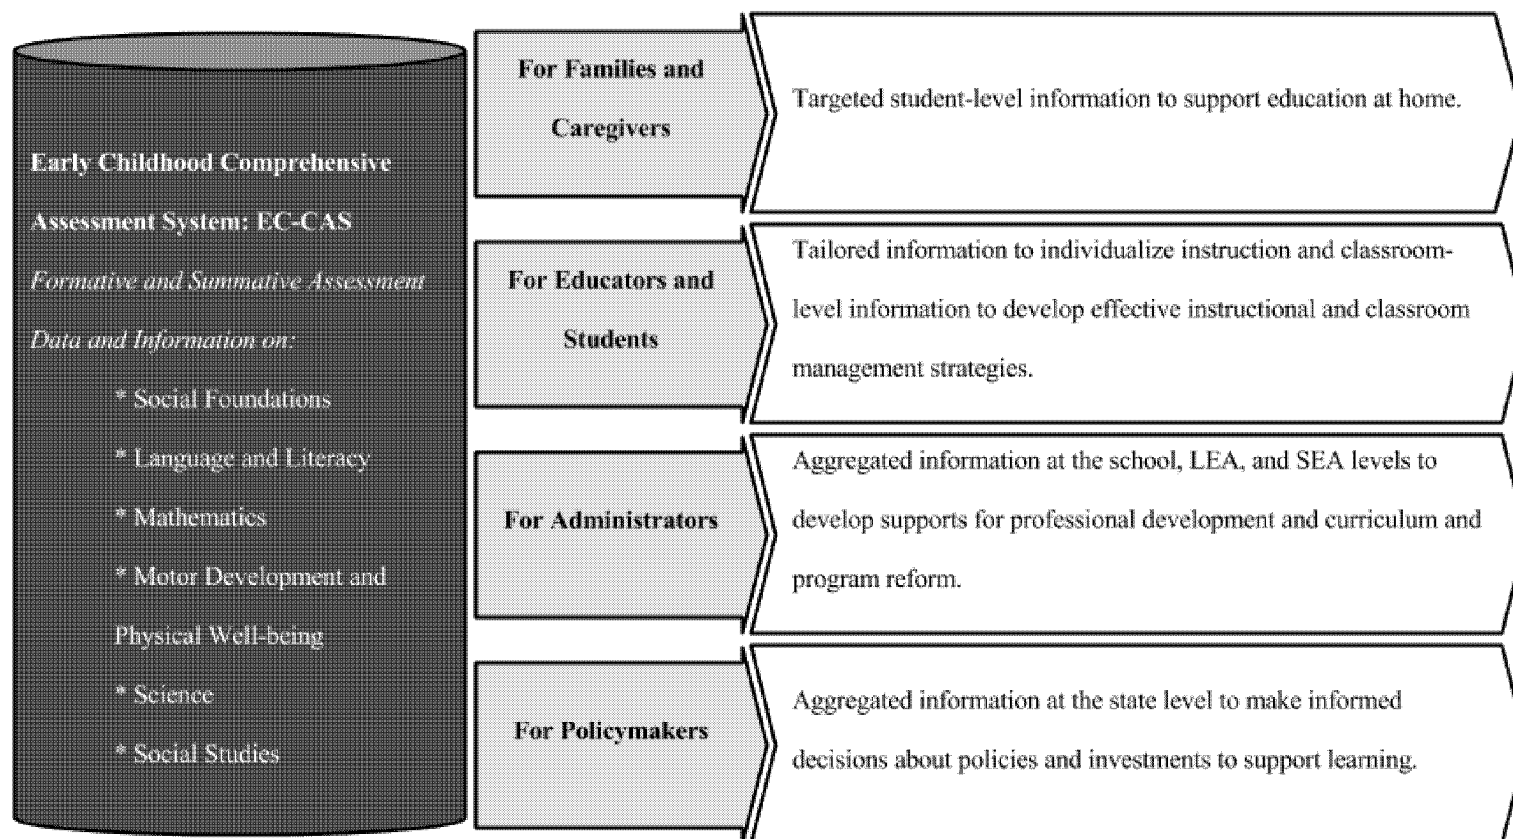 Early Childhood Comprehensive
Assessment System: EC-CAS
Formative and Summative Assessment
Data and Information on:
* Social Foundations
* Language and Literacy
* Mathematics
* Motor Development and
Physical Well-being
* Science
* Social Studies
For Families and
Caregivers
Targeted student-level information to support education at home.
For Educators and
Students
Tailored information to individualize instruction and classroom-
level information to develop effective instructional and classroom
management strategies.
For Administrators
Aggregated information at the school, LEA, and SEA levels to
develop supports for professional development and curriculum and
program reform.
For Policymakers
Aggregated information at the state level to make informed
decisions about policies and investments to support learning.